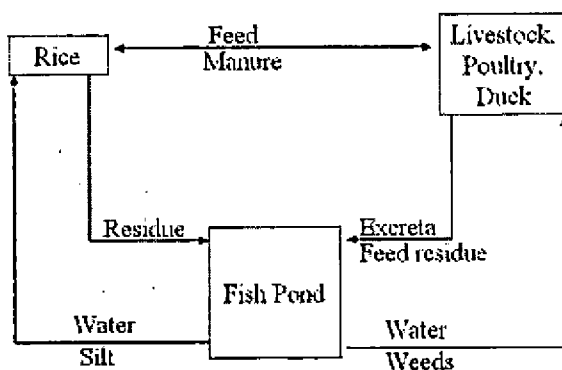 Feed
Rice
Manure
Livestock.
Poultry.
Duck
Residue
Excreta
Feed residue
Fish Pond
Water
Silt
Water
Weeds